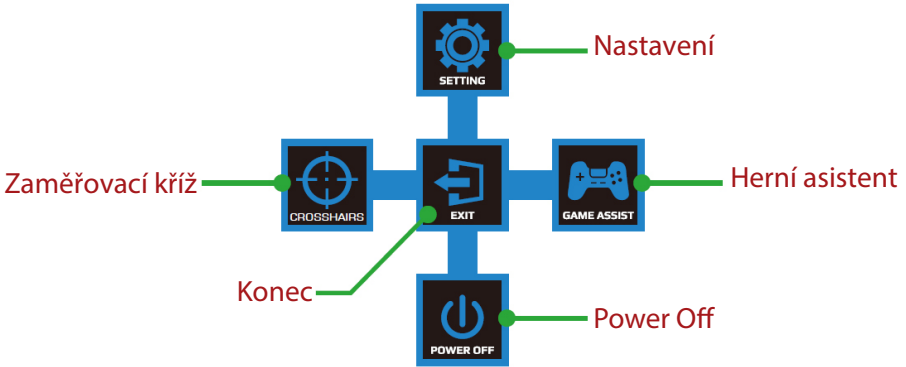 Nastavení
SETTING
Zaměřovací kříž
CROSSHAIRS
EXIT
GAME ASSIST
Herní asistent
Konec
POWER OFF
Power Off